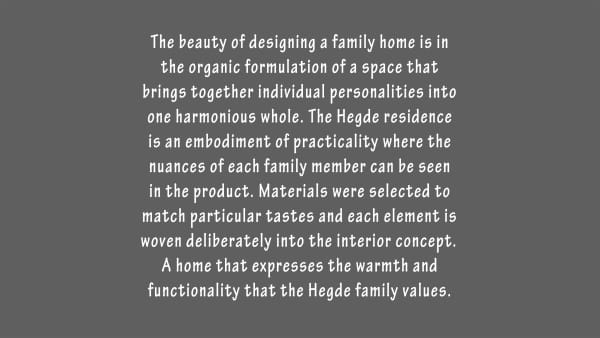 The beauty of designing a family home is in
the organic formulation of a space that
brings together individual personalities into
one harmonious whole. The Hegde residence
is an embodiment of practicality where the
nuances of each family member can be seen
in the product. Materials were selected to
match particular tastes and each element is
woven deliberately into the interior concept.
A home that expresses the warmth and
functionality that the Hegde family values.